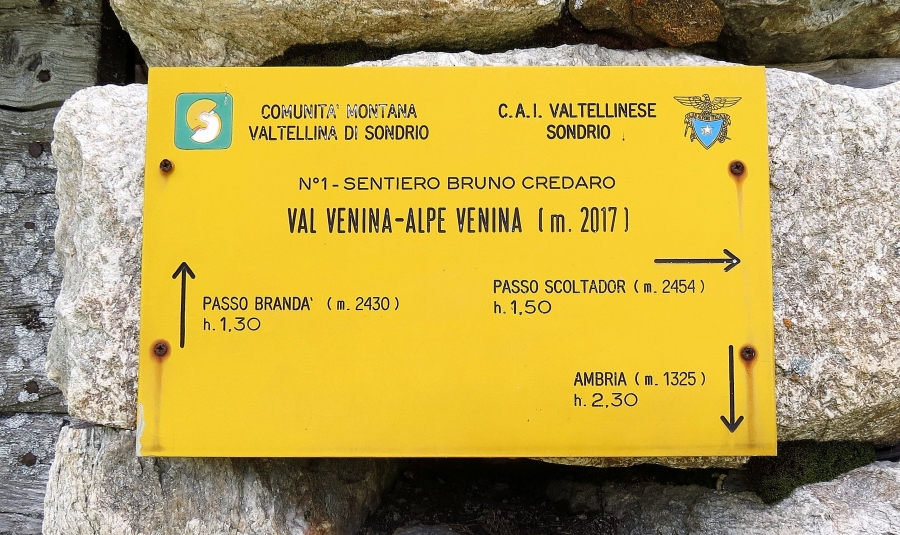 COMUNITA' MONTANA
VALTELLINA DI SONDRIO
C.A.I. VALTELLINESE
SONDRIO
N°1 - SENTIERO BRUNO CREDARO
VAL VENINA-ALPE VENINA (m. 2017)
PASSO BRANDA' (m. 2430)
h. 1,30
PASSO SCOLTADOR (m. 2454)
h. 1,50
AMBRIA (m. 1325)
h. 2,30